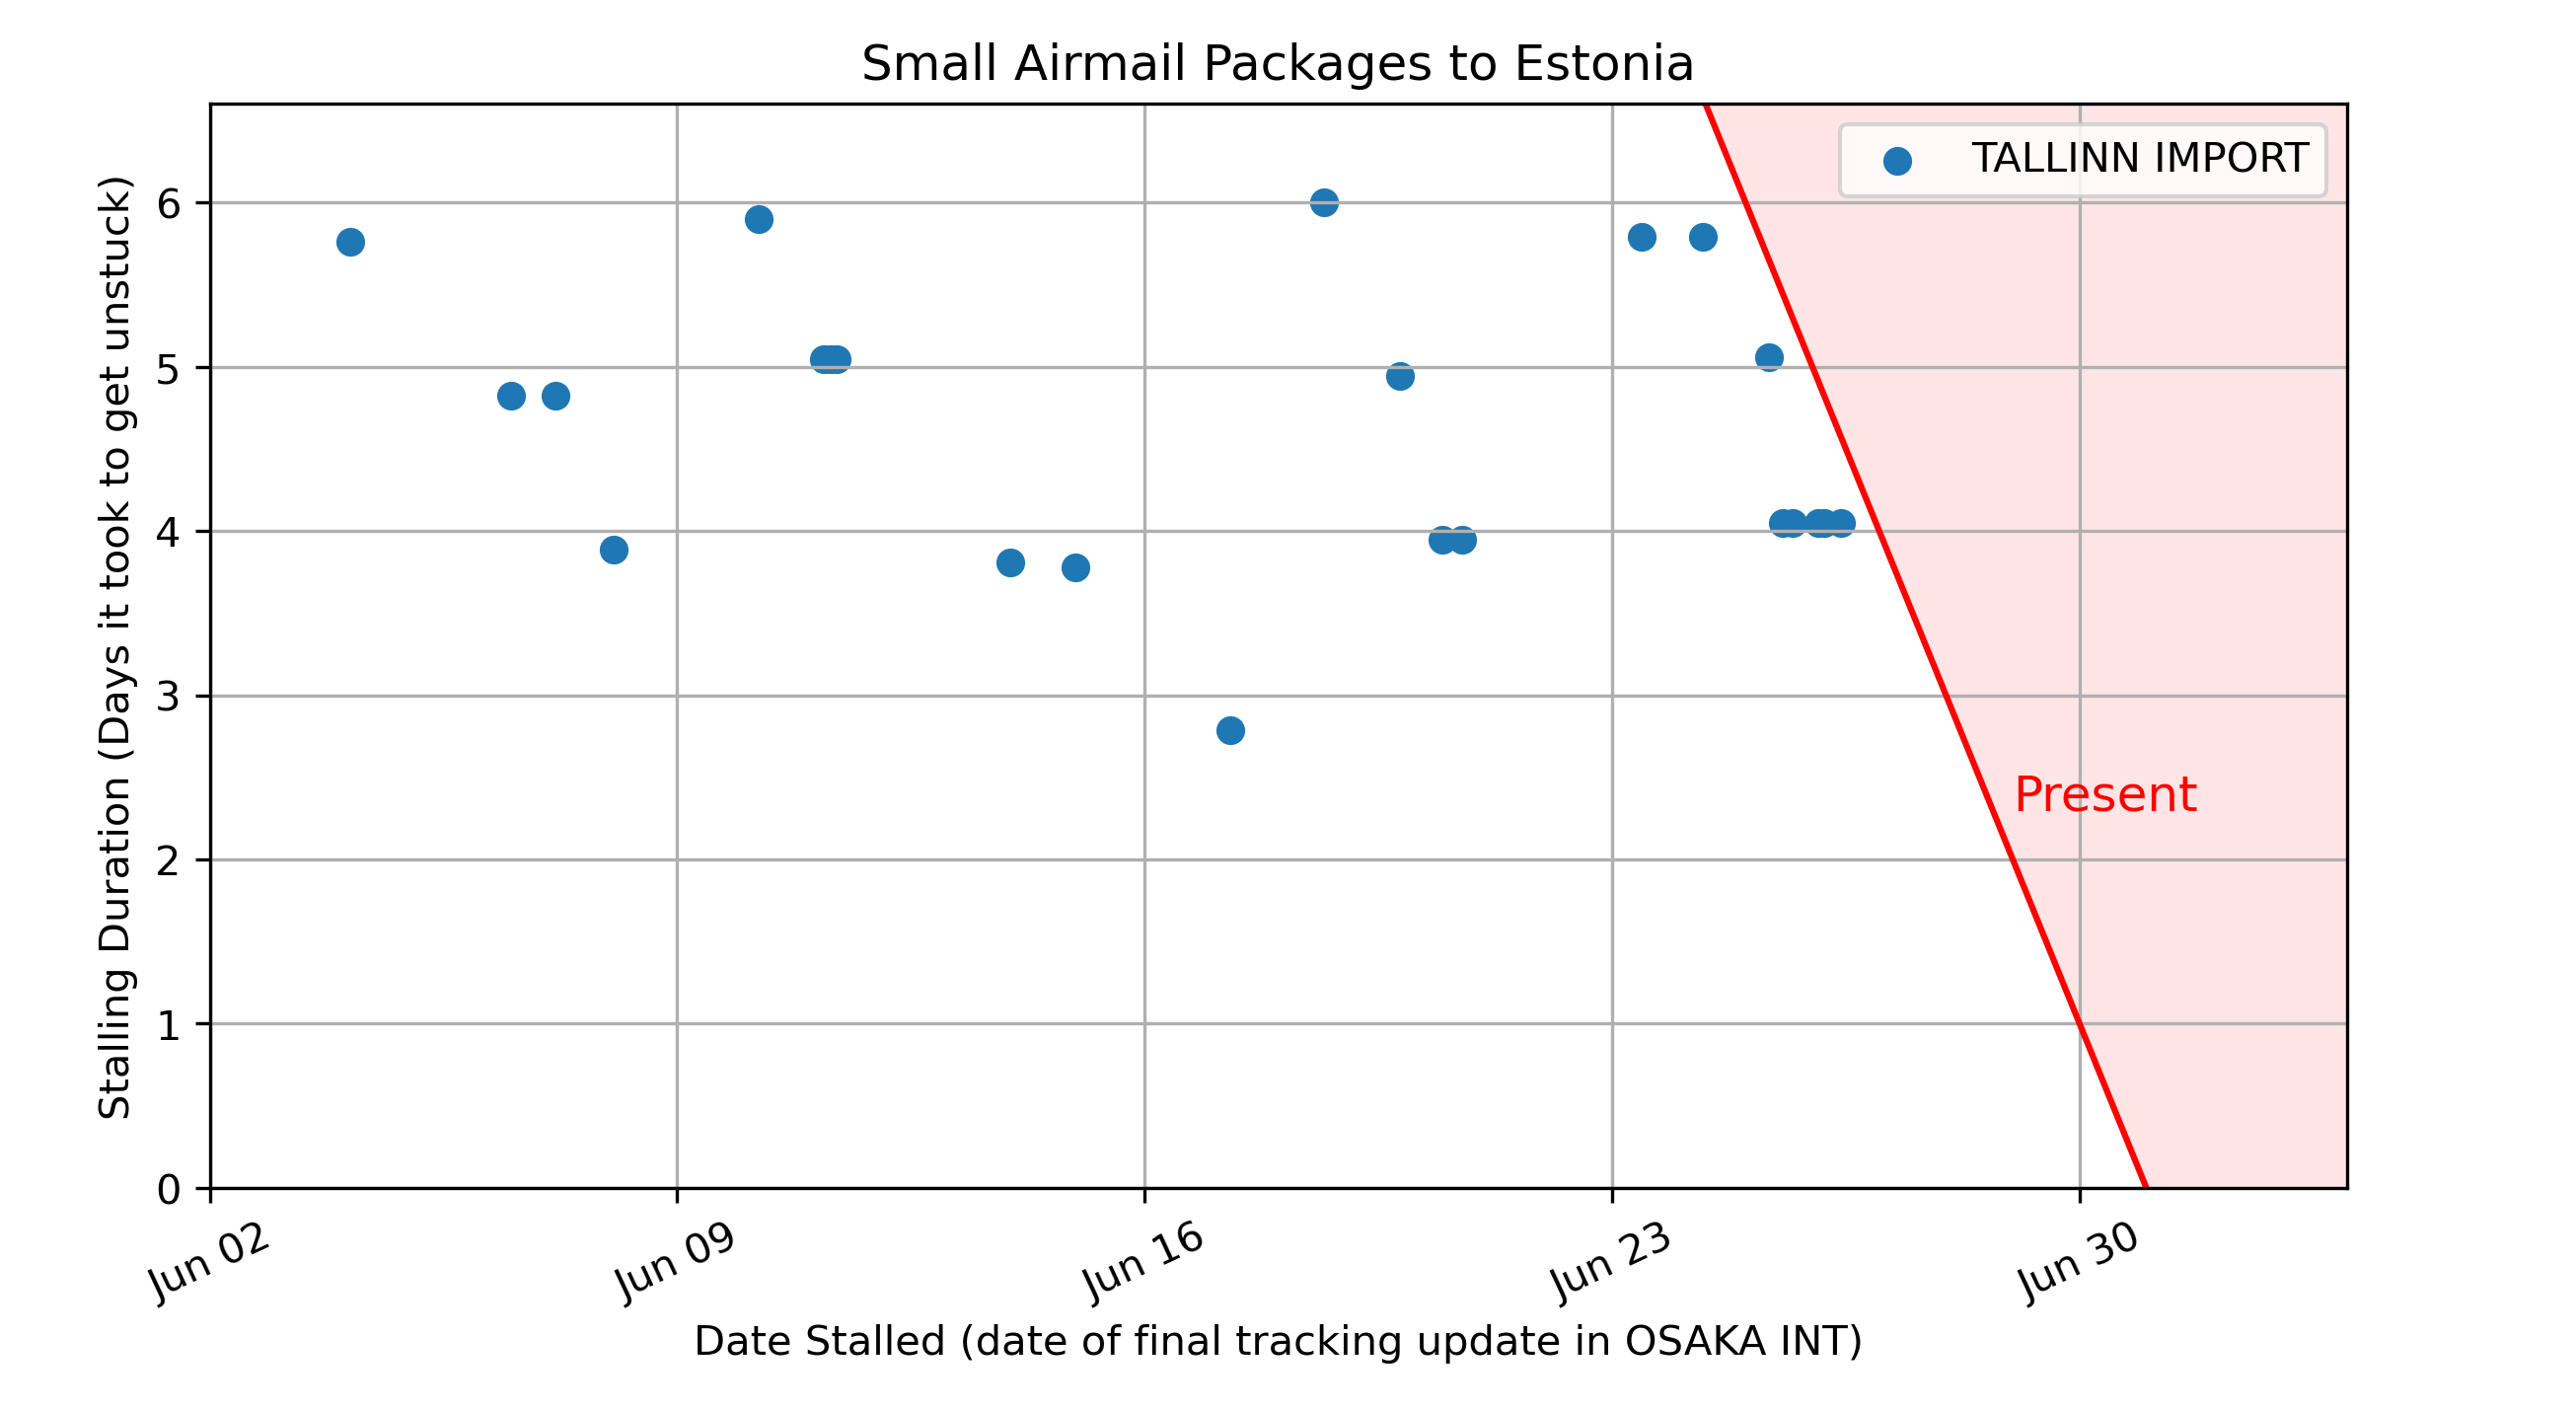 Small Airmail Packages to Estonia
TALLINN IMPORT
Stalling Duration (Days it took to get unstuck)
6
5
4
3
2
1
0
Present
Jun 02
Jun 09
Jun 16
Jun 23
Jun 30
Date Stalled (date of final tracking update in OSAKA INT)